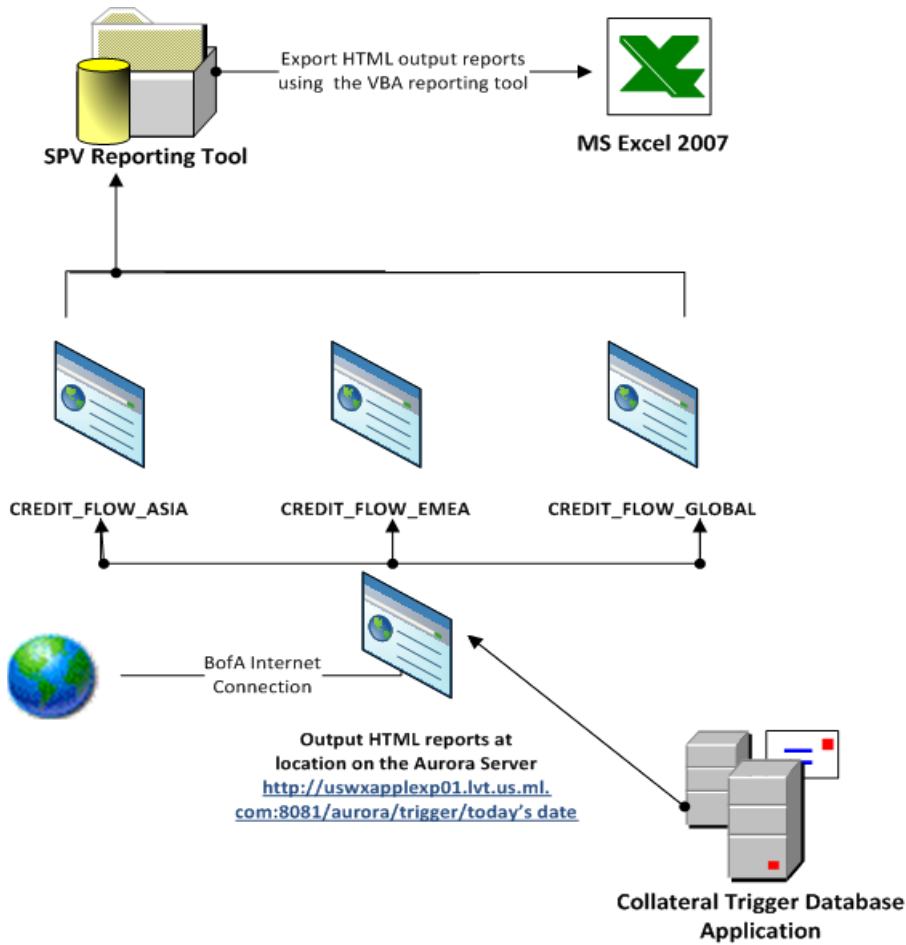 Export HTML output reports
using the VBA reporting tool
SPV Reporting Tool
MS Excel 2007
CREDIT_FLOW_ASIA
CREDIT_FLOW_EMEA
CREDIT_FLOW_GLOBAL
BofA Internet
Connection
Output HTML reports at
location on the Aurora Server
http://uswxapplexp01.lvt.us.ml.
com:8081/aurora/trigger/today's date
Collateral Trigger Database
Application